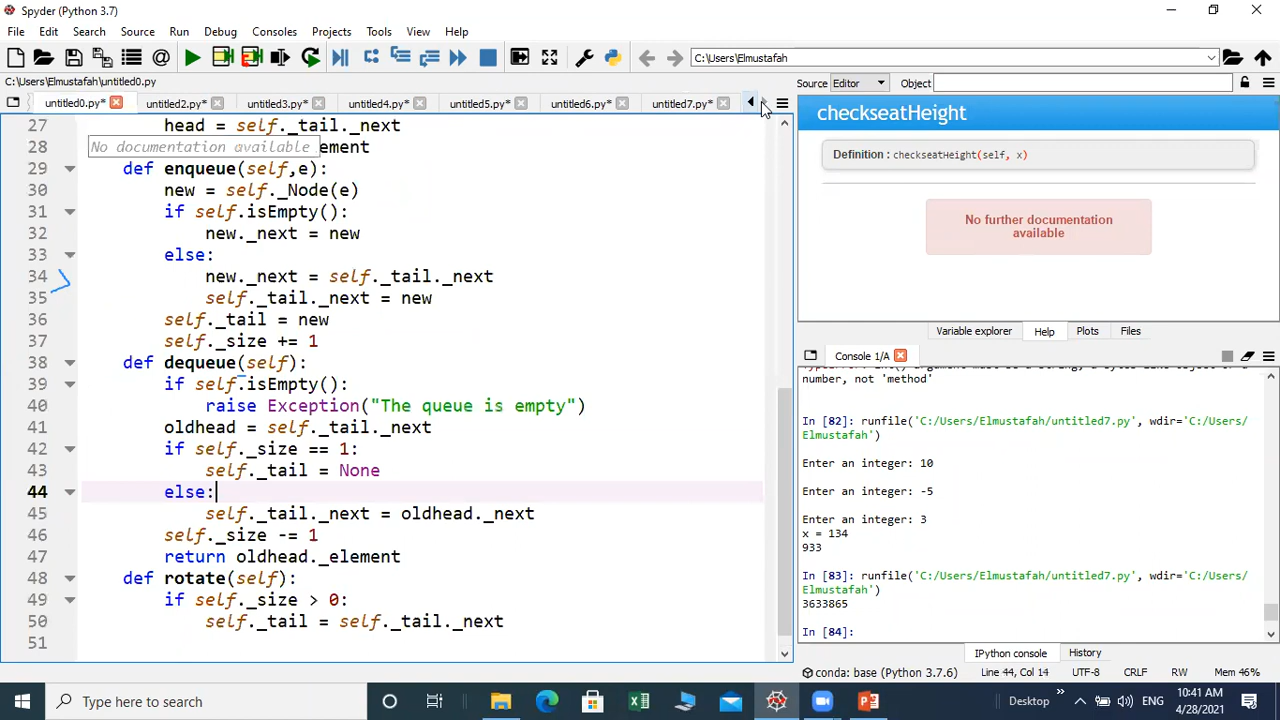 Spyder (Python 3.7)
File Edit Search Source Run Debug Consoles Projects Tools View Help
C:\Users\Elmustafah
C:\Users\Elmustafah\untitled0.py
untitled0.py* untitled2.py* untitled3.py* untitled4.py* untitled5.py* untitled6.py* untitled7.py*
27 head = self._tail._next
28 No documentation available ement
29 def enqueue(self,e):
30 new = self._Node(e)
31 if self.isEmpty():
32 new._next = new
33 else:
34 new._next = self._tail._next
35 self._tail._next = new
36 self._tail = new
37 self._size += 1
38 def dequeue(self):
39 if self.isEmpty():
40 raise Exception("The queue is empty")
41 oldhead = self._tail._next
42 if self._size == 1:
43 self._tail = None
44 else:
45 self._tail._next = oldhead._next
46 self._size -= 1
47 return oldhead._element
48 def rotate(self):
49 if self._size > 0:
50 self._tail = self._tail._next
51
Source Editor Object
checkseatHeight
Definition : checkseatHeight(self, x)
No further documentation
available
Variable explorer Help Plots Files
Console 1/A
number, not 'method'
In [82]: runfile('C:/Users/Elmustafah/untitled7.py', wdir='C:/Users/
Elmustafah')
Enter an integer: 10
Enter an integer: -5
Enter an integer: 3
x = 134
933
In [83]: runfile('C:/Users/Elmustafah/untitled7.py', wdir='C:/Users/
Elmustafah')
3633865
In [84]:
IPython console History
conda: base (Python 3.7.6) Line 44, Col 14 UTF-8 CRLF RW Mem 46%
Type here to search
Desktop
10:41 AM
4/28/2021